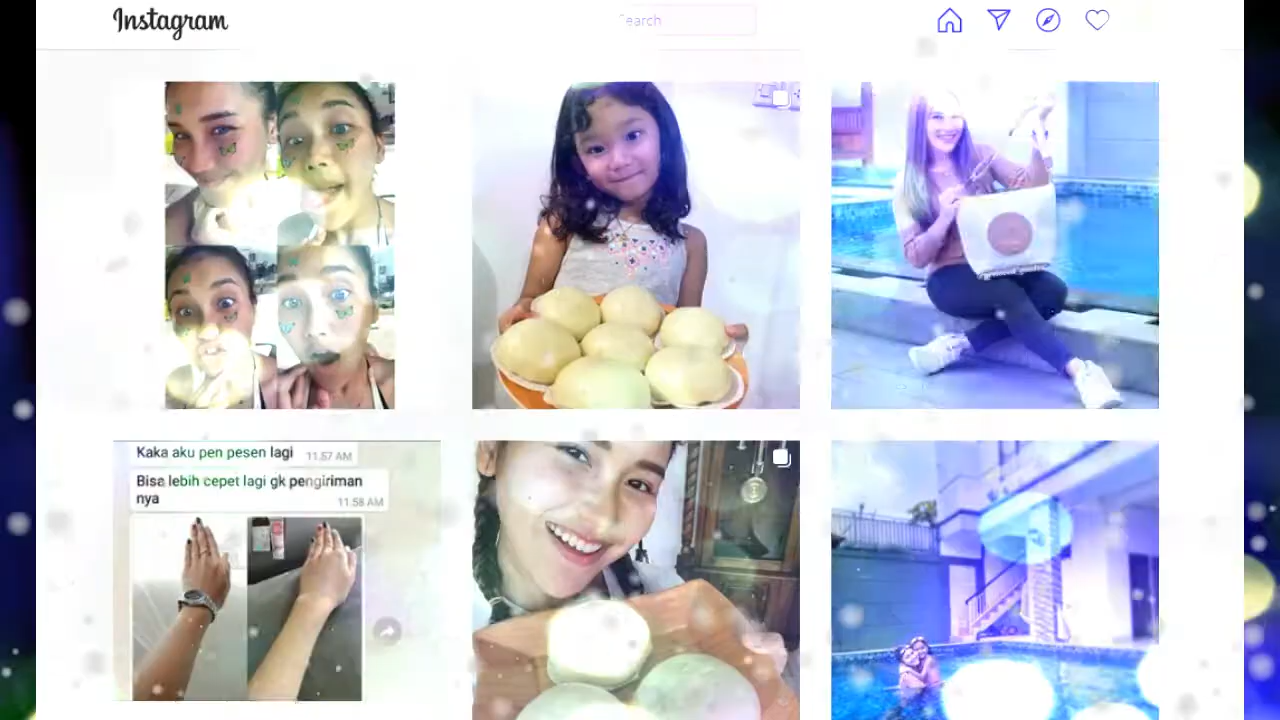 Instagram
Search
Kaka aku pen pesen lagi
11.57 AM
Bisa lebih cepet lagi gk pengiriman
nya
11.58 AM